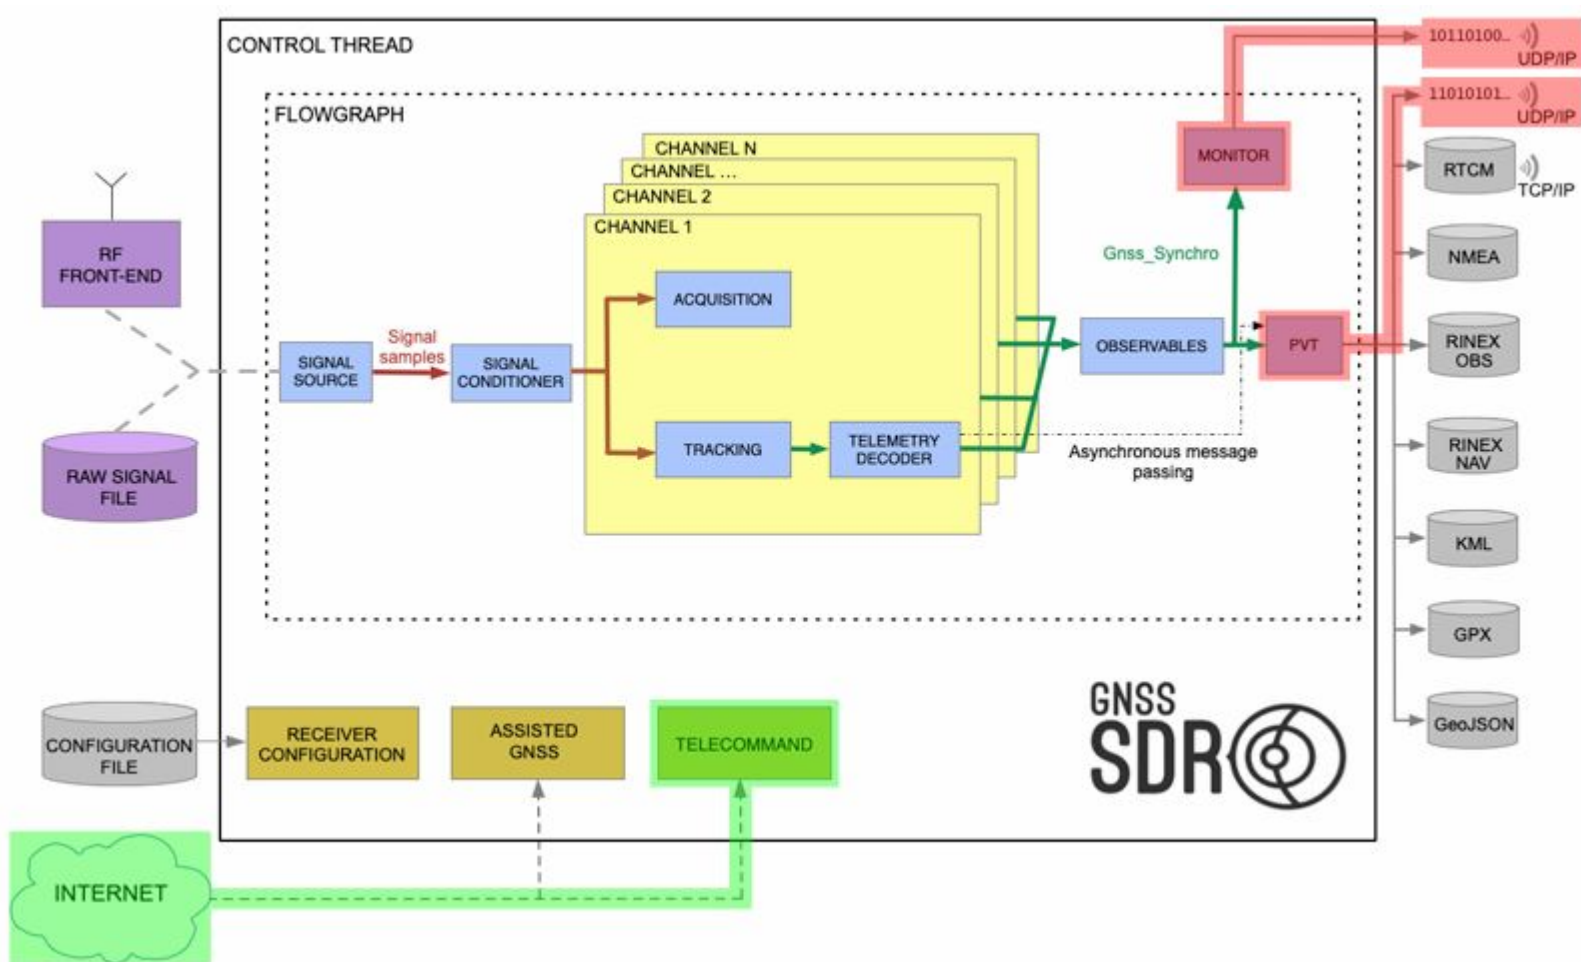 CONTROL THREAD
FLOWGRAPH
CHANNEL N
CHANNEL ...
CHANNEL 2
CHANNEL 1
RF
FRONT-END
RAW SIGNAL
FILE
SIGNAL
SOURCE
Signal
samples
SIGNAL
CONDITIONER
ACQUISITION
TRACKING
TELEMETRY
DECODER
OBSERVABLES
Gnss_Synchro
MONITOR
PVT
Asynchronous message
passing
10110100..
UDP/IP
11010101..
UDP/IP
RTCM
TCP/IP
NMEA
RINEX
OBS
RINEX
NAV
KML
GPX
GeoJSON
CONFIGURATION
FILE
RECEIVER
CONFIGURATION
ASSISTED
GNSS
TELECOMMAND
GNSS
SDR
INTERNET